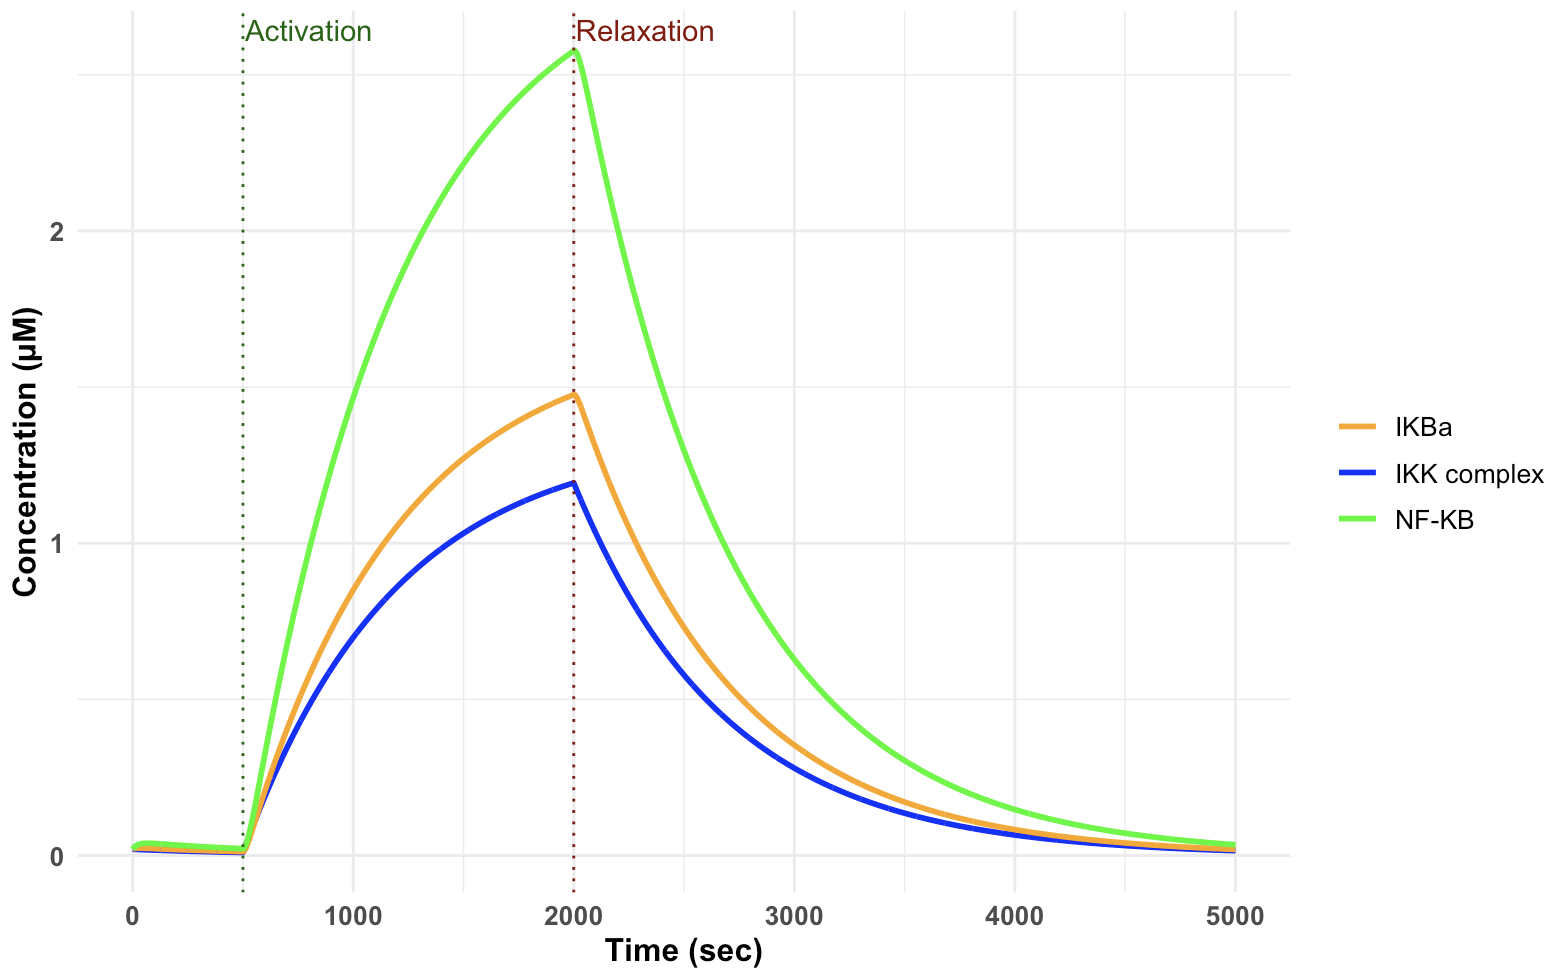 Activation
Relaxation
2
1
0
Concentration (µM)
0
1000
2000
3000
4000
5000
Time (sec)
IKBa
IKK complex
NF-KB